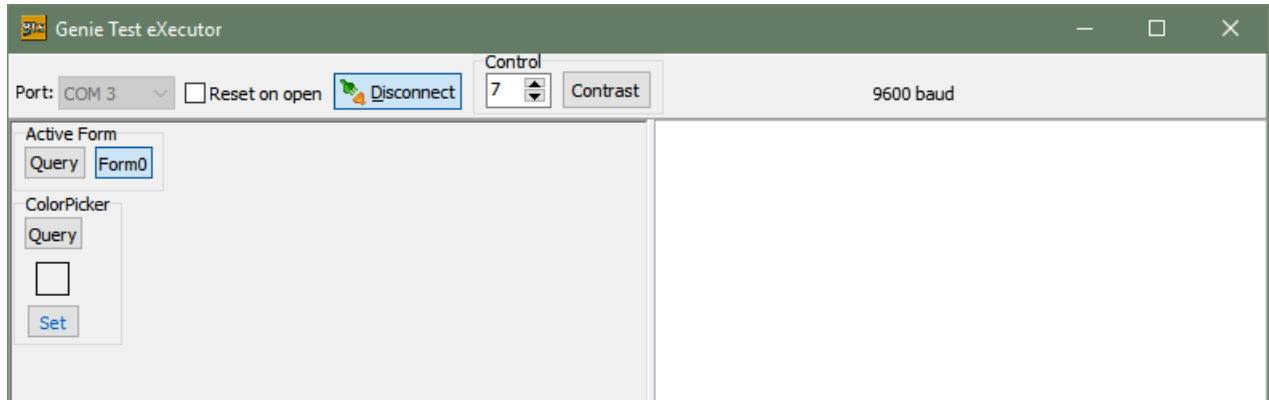 Genie Test eXecutor
Control
Port: COM 3 Reset on open Disconnect 7 Contrast 9600 baud
Active Form
Query Form0
ColorPicker
Query
Set